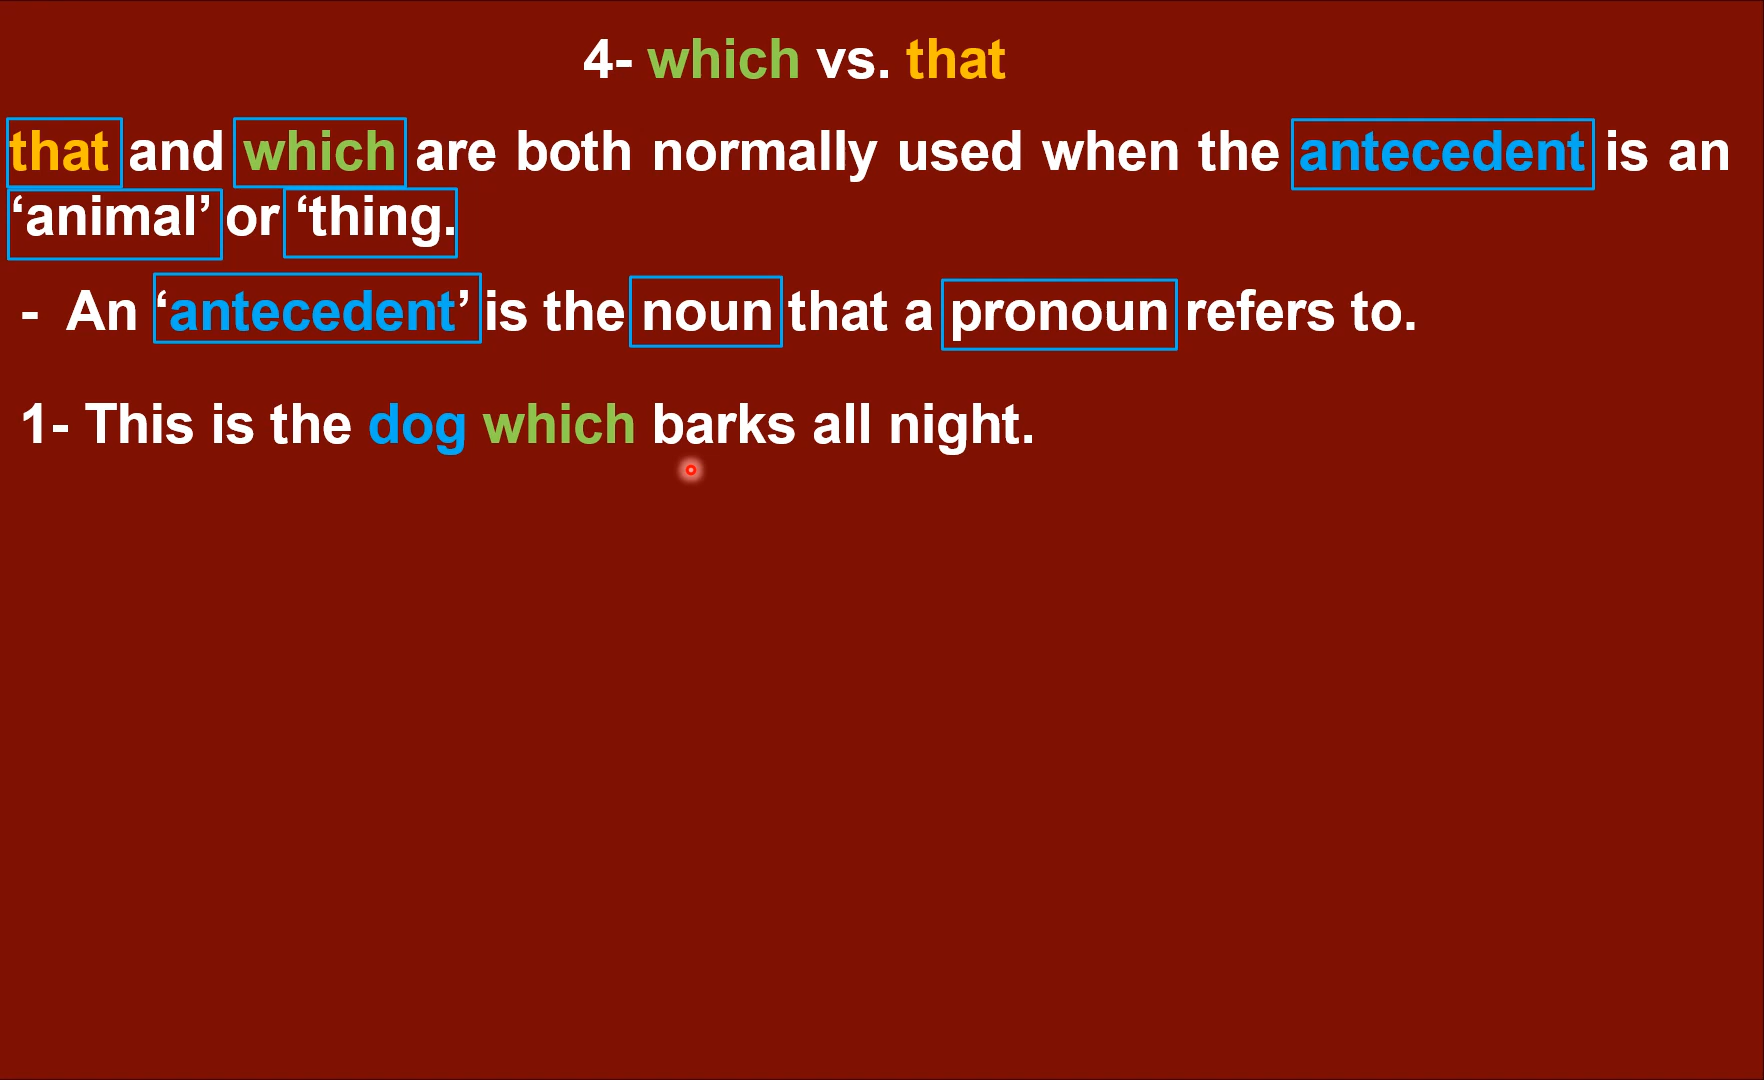 4- which vs. that
that and which are both normally used when the antecedent is an
‘animal’ or ‘thing.
- An ‘antecedent’ is the noun that a pronoun refers to.
1- This is the dog which barks all night.